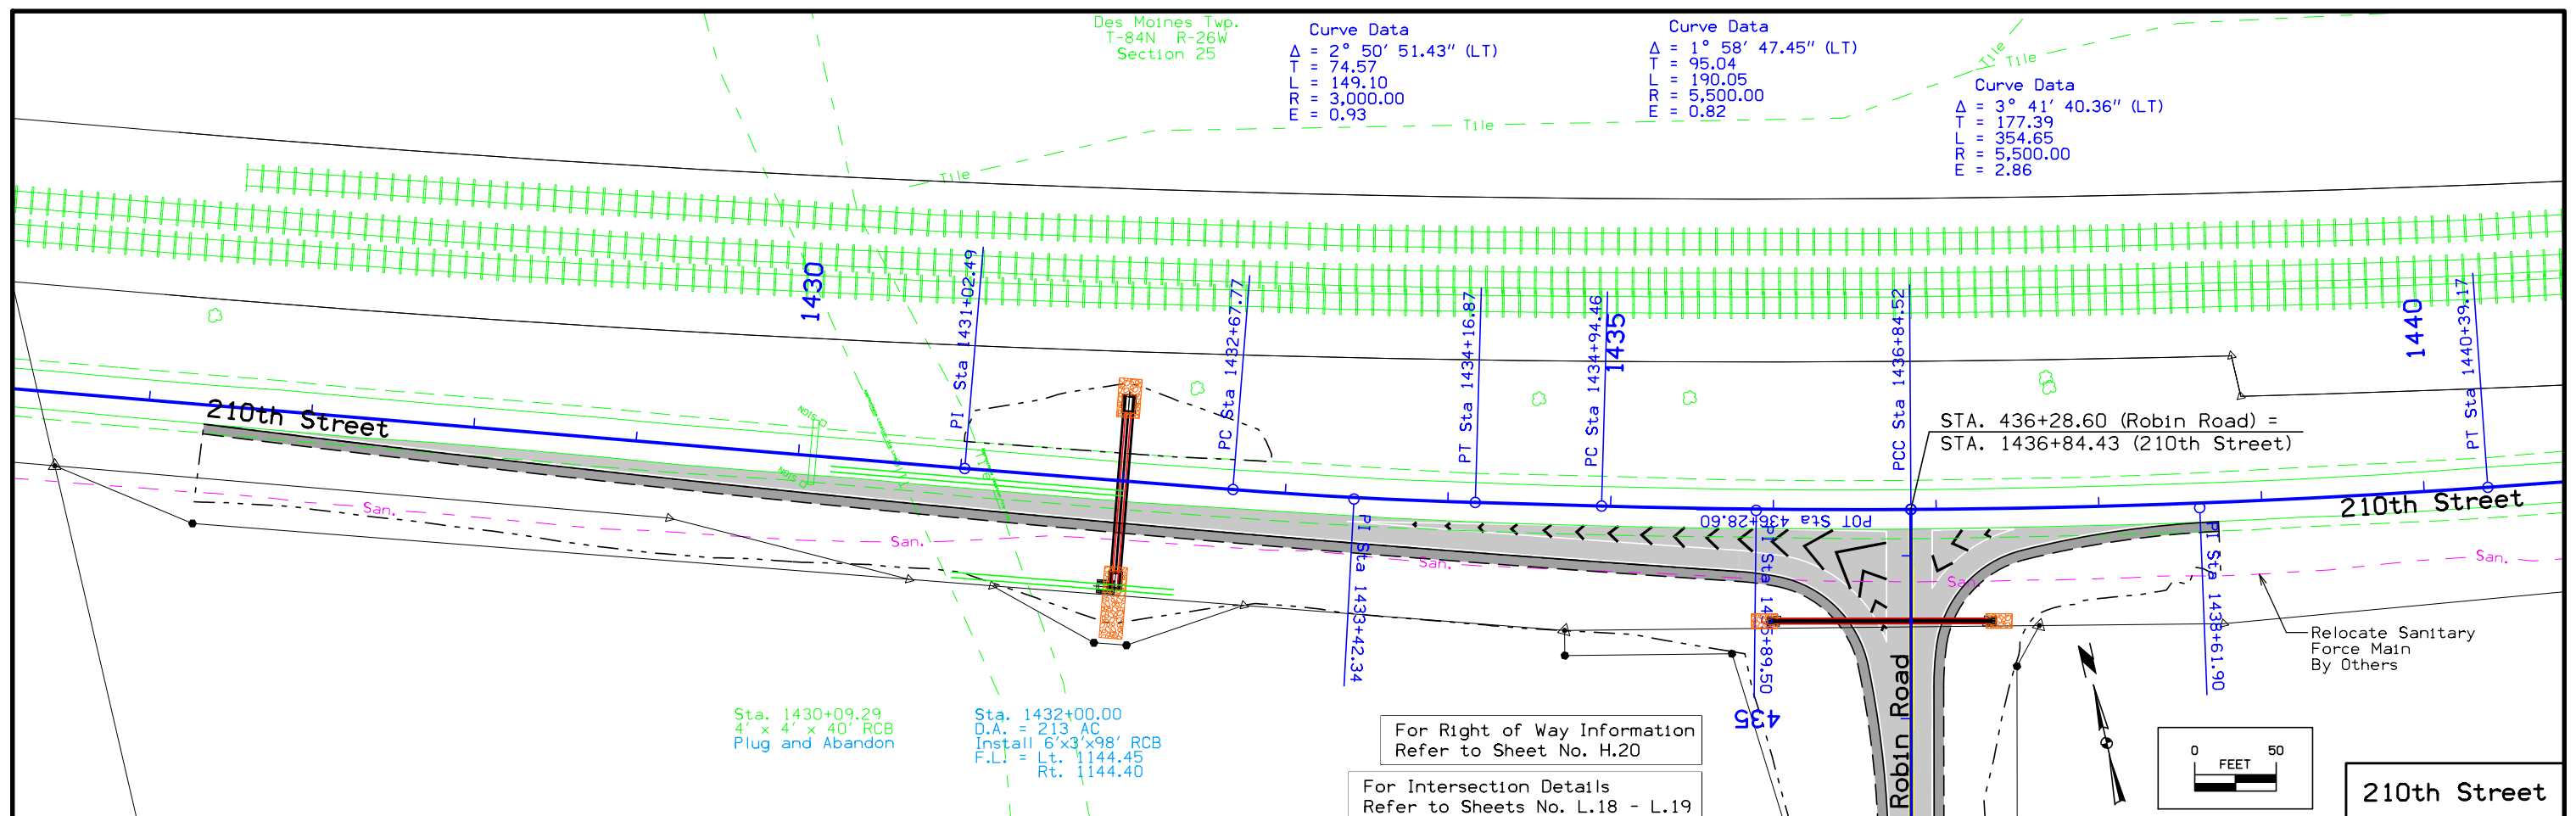 Des Moines Twp.
T-84N R-26W
Section 25
Curve Data
Δ = 2° 50' 51.43" (LT)
T = 74.57
L = 149.10
R = 3,000.00
E = 0.93
Curve Data
Δ = 1° 58' 47.45" (LT)
T = 95.04
L = 190.05
R = 5,500.00
E = 0.82
Curve Data
Δ = 3° 41' 40.36" (LT)
T = 177.39
L = 354.65
R = 5,500.00
E = 2.86
Tile
Tile
Tile
Tile
1430
PI Sta 1431+02.49
PC Sta 1432+67.77
PT Sta 1434+16.87
PC Sta 1434+94.46
1435
PCC Sta 1436+84.52
1440
PT Sta 1440+39.17
210th Street
SIGN
SIGN
STA. 436+28.60 (Robin Road) =
STA. 1436+84.43 (210th Street)
210th Street
San.
San.
San.
San.
San.
POT Sta 436+28.60
PI Sta 1433+42.34
PI Sta 1435+89.50
PI Sta 1438+61.90
Relocate Sanitary
Force Main
By Others
435
Robin Road
Sta. 1430+09.29
4' x 4' x 40' RCB
Plug and Abandon
Sta. 1432+00.00
D.A. = 213 AC
Install 6'x3'x98' RCB
F.L. = Lt. 1144.45
Rt. 1144.40
For Right of Way Information
Refer to Sheet No. H.20
For Intersection Details
Refer to Sheets No. L.18 - L.19
0 50
FEET
210th Street